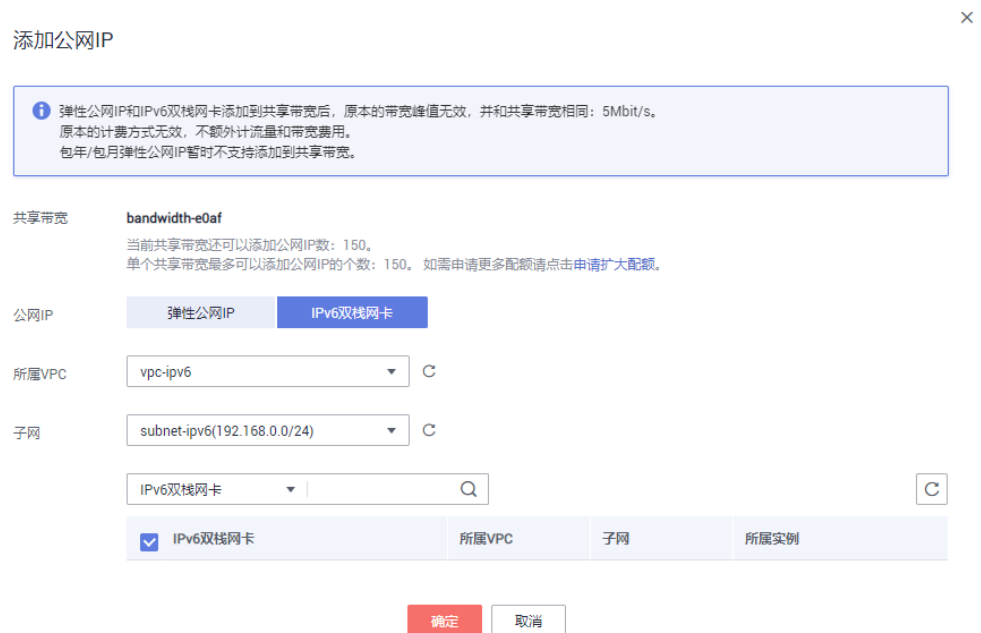 添加公网IP
弹性公网IP和IPv6双栈网卡添加到共享带宽后，原本的带宽峰值无效，并和共享带宽相同：5Mbit/s。
原本的计费方式无效，不额外计流量和带宽费用。
包年/包月弹性公网IP暂时不支持添加到共享带宽。
共享带宽 bandwidth-e0af
当前共享带宽还可以添加公网IP数：150。
单个共享带宽最多可以添加公网IP的个数：150。 如需申请更多配额请点击申请扩大配额。
公网IP 弹性公网IP IPv6双栈网卡
所属VPC vpc-ipv6
子网 subnet-ipv6(192.168.0.0/24)
IPv6双栈网卡
IPv6双栈网卡 所属VPC 子网 所属实例
确定 取消